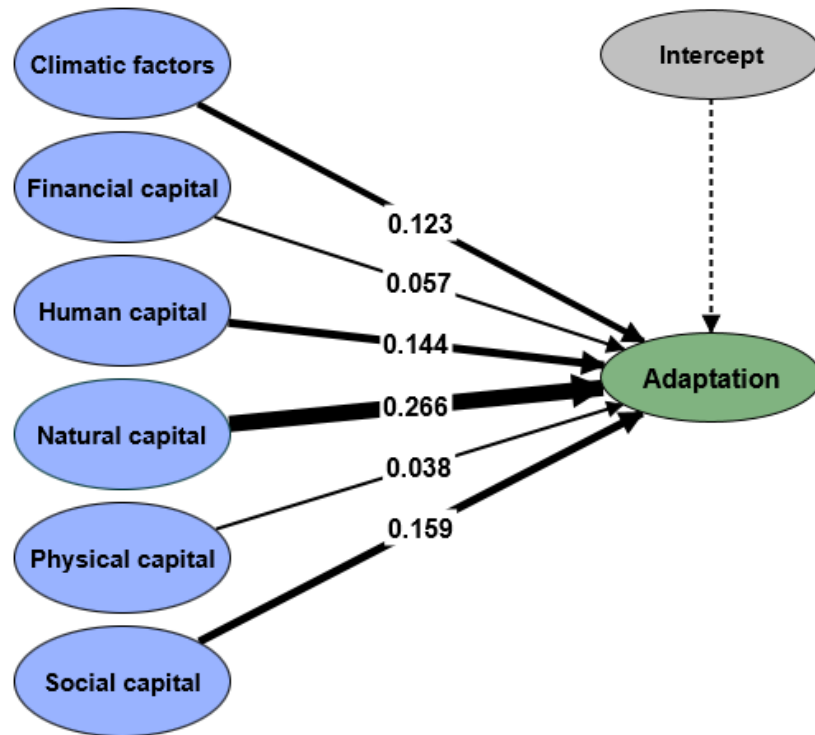 Climatic factors
Intercept
Financial capital
0.123
0.057
Human capital
0.144
Adaptation
Natural capital
0.266
0.038
Physical capital
0.159
Social capital